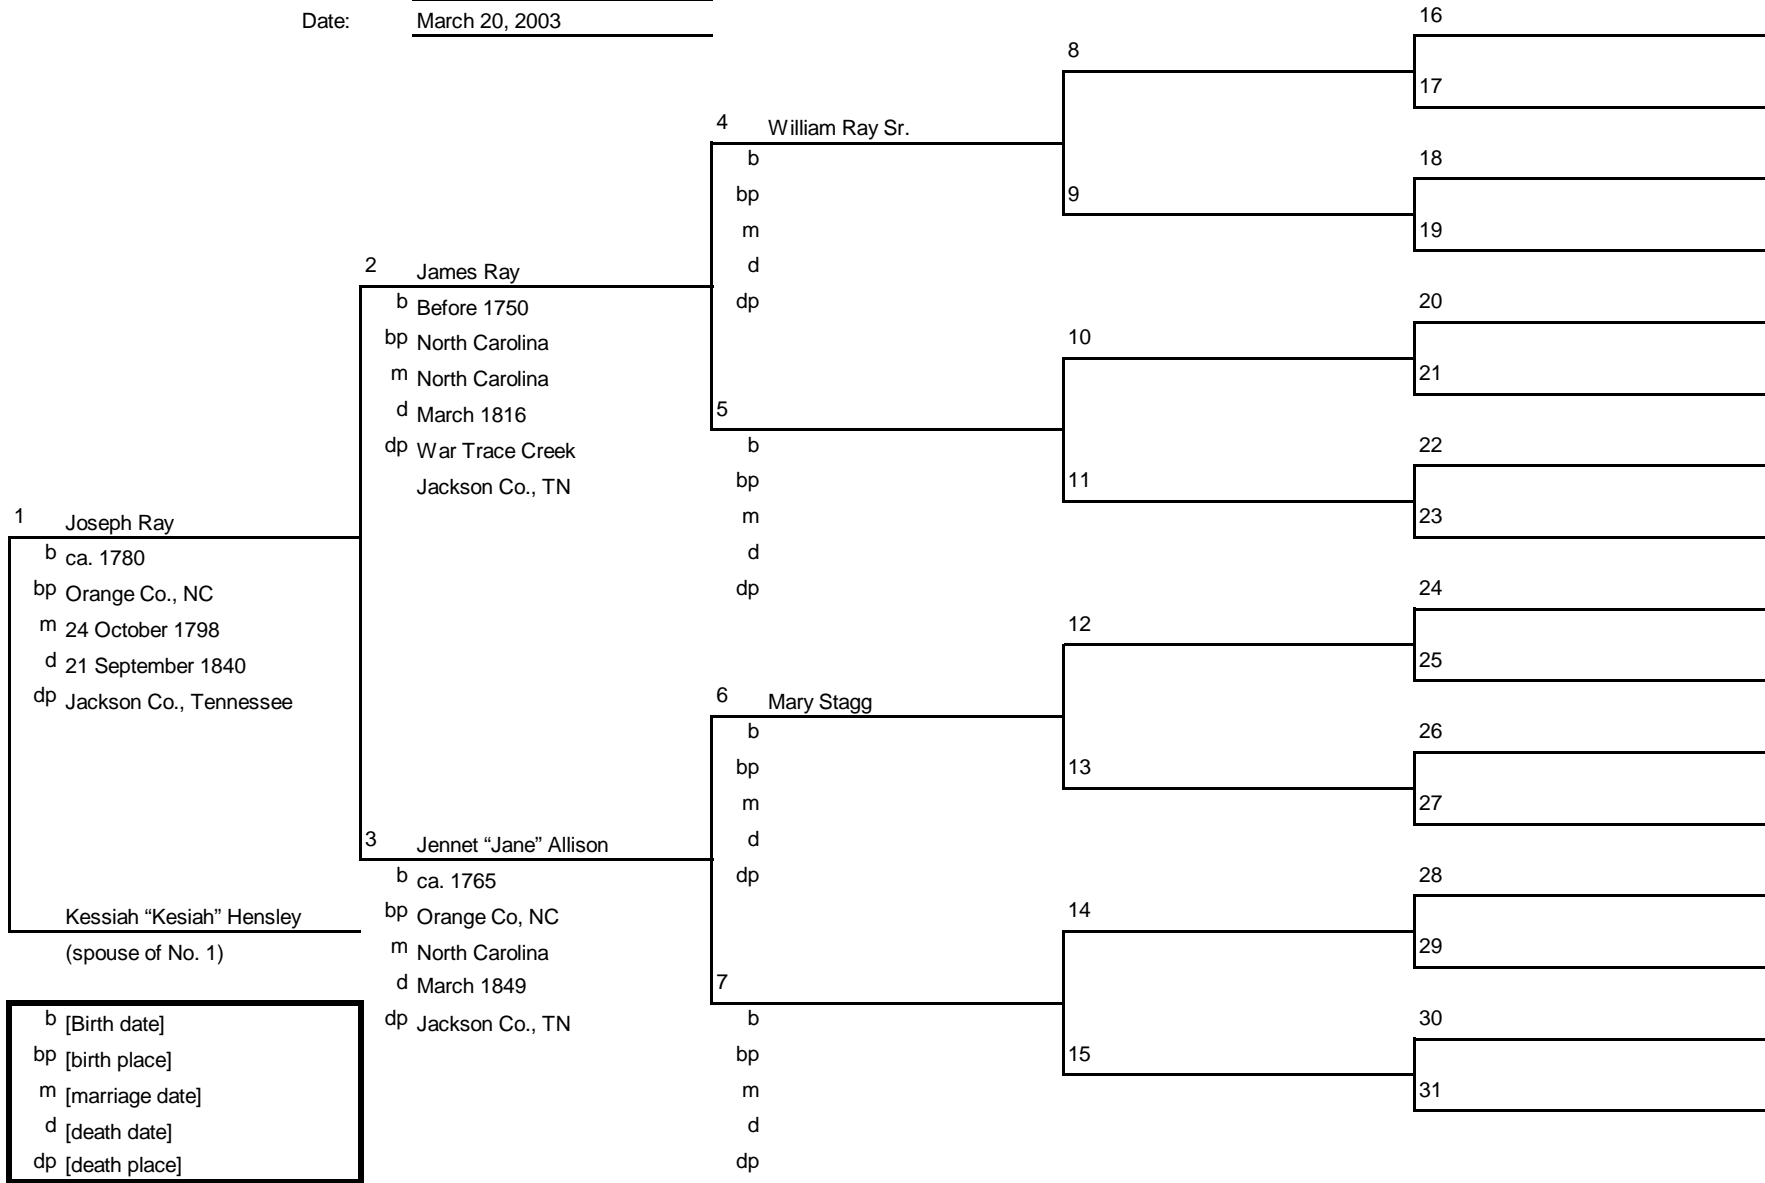 Date: March 20, 2003
1 Joseph Ray
b ca. 1780
bp Orange Co., NC
m 24 October 1798
d 21 September 1840
dp Jackson Co., Tennessee
Kessiah “Kesiah” Hensley
(spouse of No. 1)
b [Birth date]
bp [birth place]
m [marriage date]
d [death date]
dp [death place]
2 James Ray
b Before 1750
bp North Carolina
m North Carolina
d March 1816
dp War Trace Creek
Jackson Co., TN
3 Jennet “Jane” Allison
b ca. 1765
bp Orange Co, NC
m North Carolina
d March 1849
dp Jackson Co., TN
4 William Ray Sr.
b
bp
m
d
dp
5
b
bp
m
d
dp
6 Mary Stagg
b
bp
m
d
dp
7
b
bp
m
d
dp
8
9
10
11
12
13
14
15
16
17
18
19
20
21
22
23
24
25
26
27
28
29
30
31